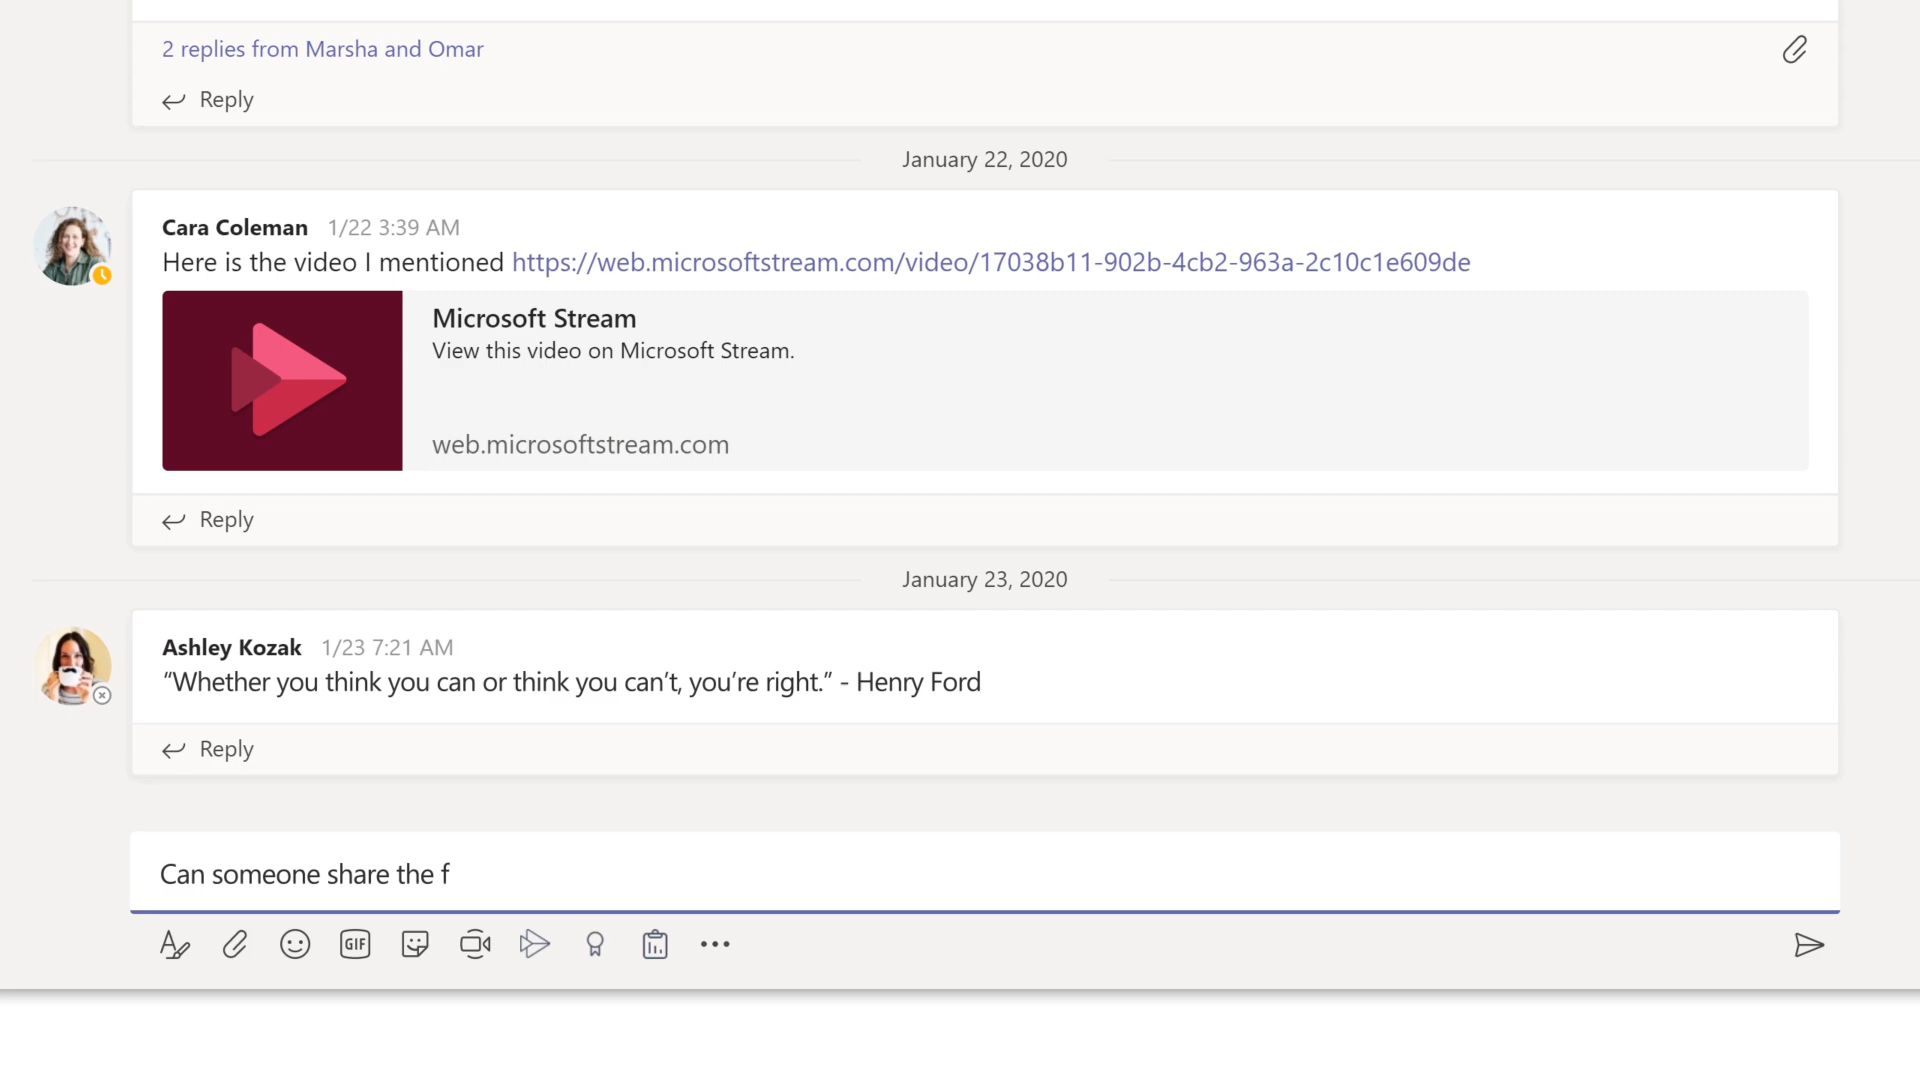 2 replies from Marsha and Omar
Reply
January 22, 2020
Cara Coleman 1/22 3:39 AM
Here is the video I mentioned https://web.microsoftstream.com/video/17038b11-902b-4cb2-963a-2c10c1e609de
Microsoft Stream
View this video on Microsoft Stream.
web.microsoftstream.com
Reply
January 23, 2020
Ashley Kozak 1/23 7:21 AM
“Whether you think you can or think you can’t, you’re right.” - Henry Ford
Reply
Can someone share the f
GIF